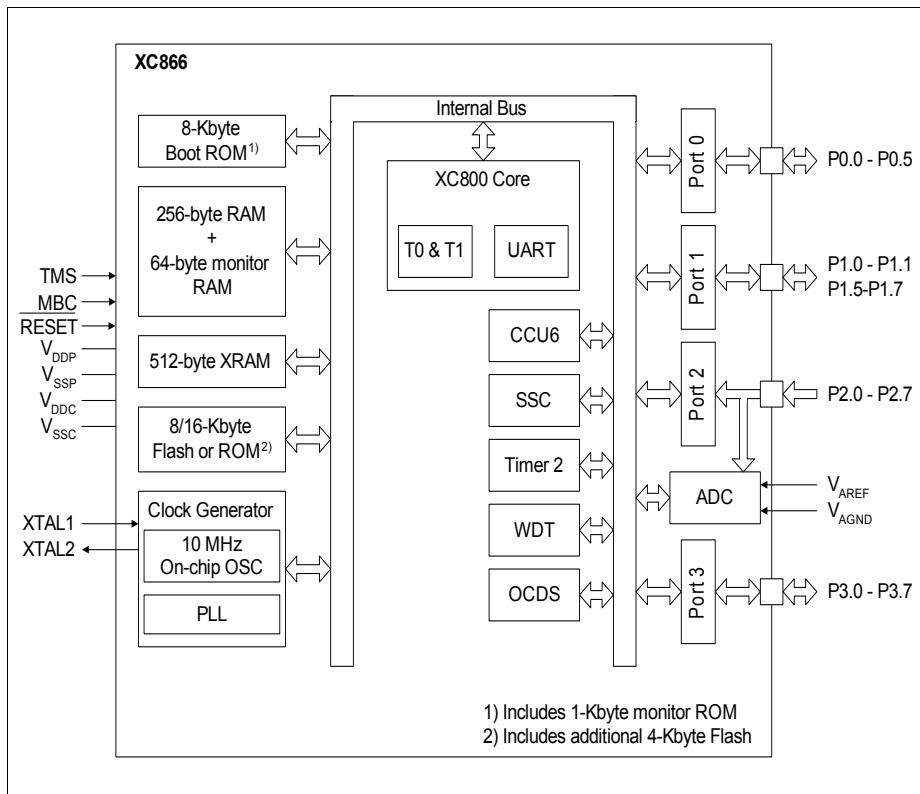 XC866
Internal Bus
8-Kbyte
Boot ROM1)
256-byte RAM
+
64-byte monitor
RAM
512-byte XRAM
8/16-Kbyte
Flash or ROM2)
Clock Generator
10 MHz
On-chip OSC
PLL
TMS
MBC
RESET
VDDP
VSSP
VDDC
VSSC
XTAL1
XTAL2
XC800 Core
T0 & T1
UART
CCU6
SSC
Timer 2
WDT
OCDS
Port 0
Port 1
Port 2
ADC
Port 3
P0.0 - P0.5
P1.0 - P1.1
P1.5-P1.7
P2.0 - P2.7
VAREF
VAGND
P3.0 - P3.7
1) Includes 1-Kbyte monitor ROM
2) Includes additional 4-Kbyte Flash